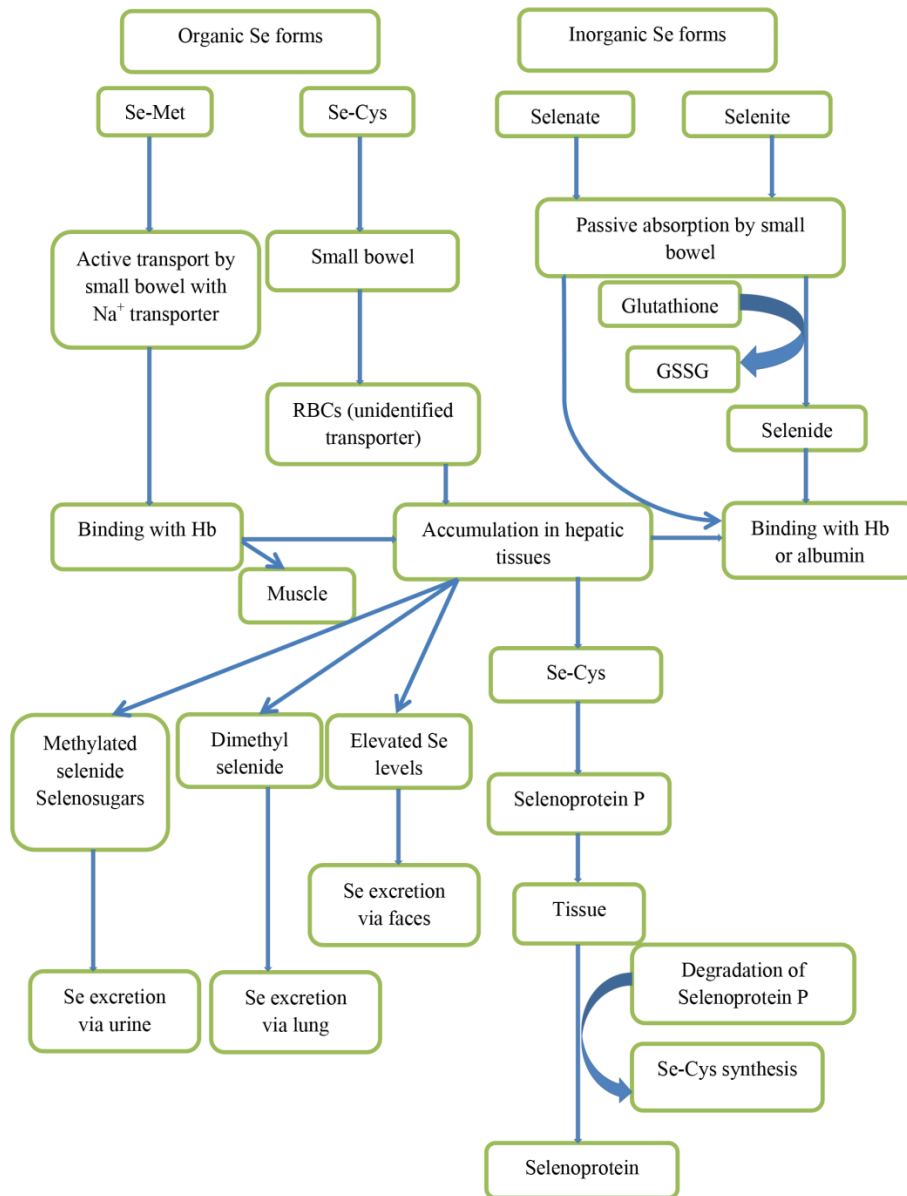 Organic Se forms
Inorganic Se forms
Se-Met
Se-Cys
Selenate
Selenite
Active transport by
small bowel with
Na⁺ transporter
Small bowel
Passive absorption by small
bowel
Glutathione
GSSG
RBCs (unidentified
transporter)
Selenide
Binding with Hb
Accumulation in hepatic
tissues
Binding with Hb
or albumin
Muscle
Se-Cys
Methylated
selenide
Selenosugars
Dimethyl
selenide
Elevated Se
levels
Selenoprotein P
Se excretion
via faces
Tissue
Se excretion
via urine
Se excretion
via lung
Degradation of
Selenoprotein P
Se-Cys synthesis
Selenoprotein